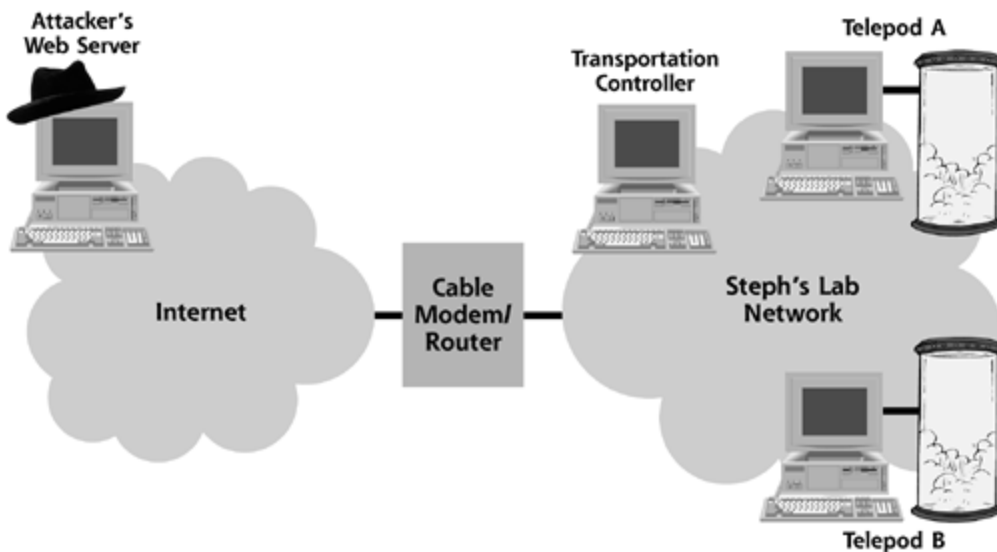 Attacker's
Web Server
Transportation
Controller
Telepod A
Internet
Cable
Modem/
Router
Steph's Lab
Network
Telepod B